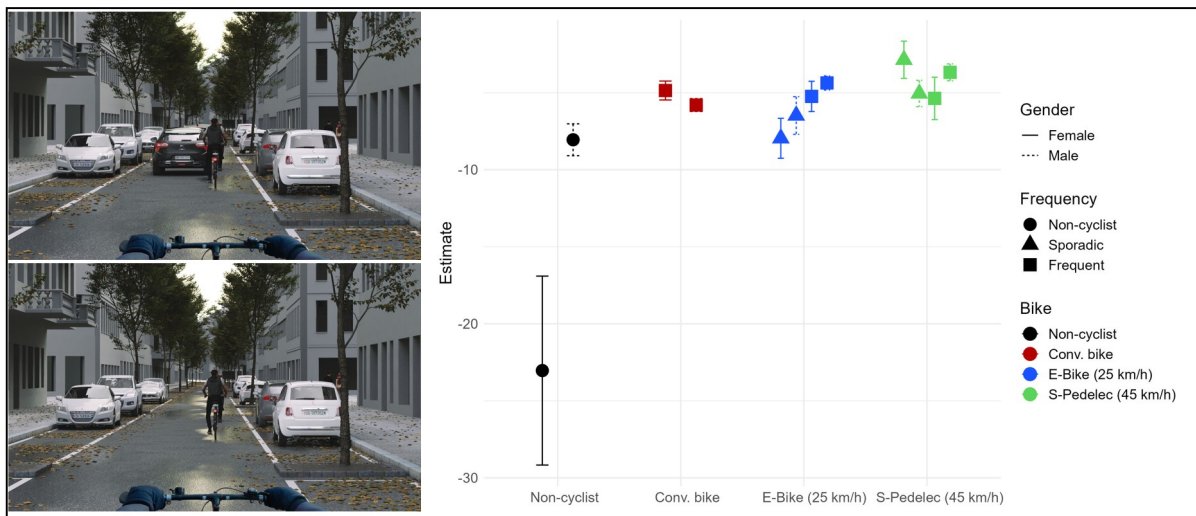 Estimate
-10
-20
-30
Non-cyclist
Conv. bike
E-Bike (25 km/h)
S-Pedelec (45 km/h)
Gender
Female
Male
Frequency
Non-cyclist
Sporadic
Frequent
Bike
Non-cyclist
Conv. bike
E-Bike (25 km/h)
S-Pedelec (45 km/h)